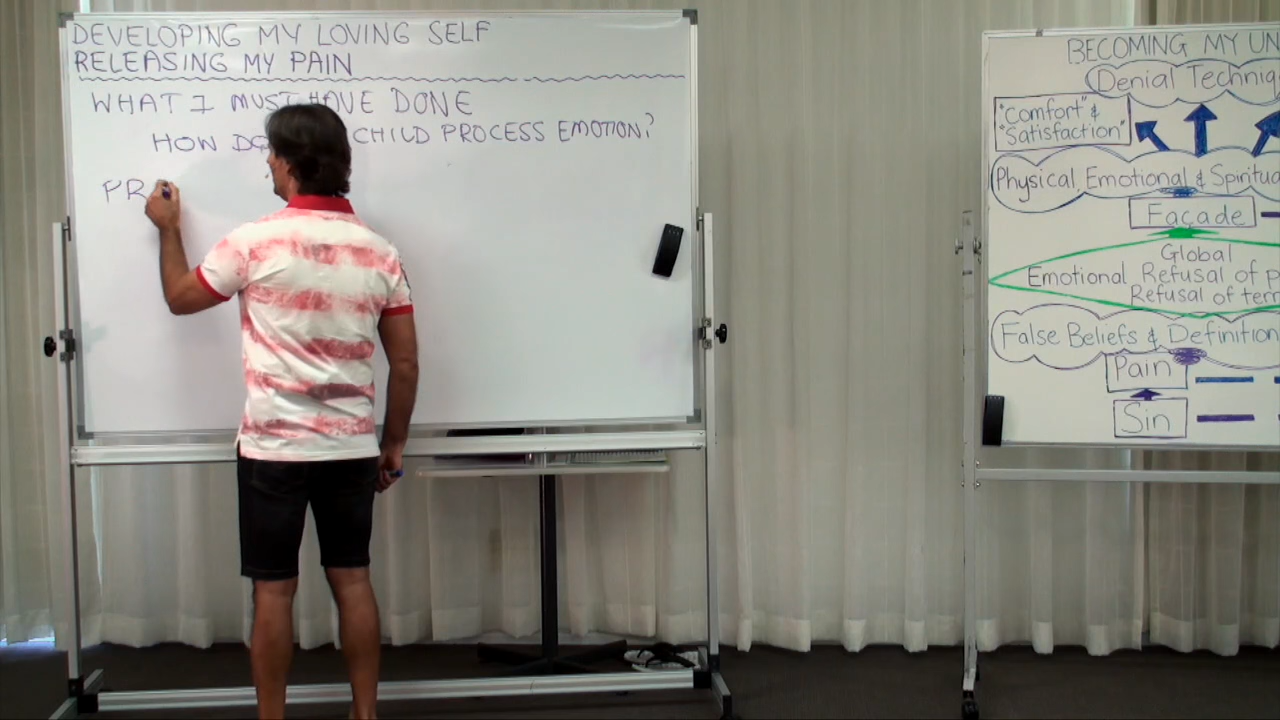 DEVELOPING MY LOVING SELF
RELEASING MY PAIN
WHAT I MUST HAVE DONE
HOW CHILD PROCESS EMOTION?
PR
BECOMING MY UN
Denial Techniq
"Comfort" &
"Satisfaction"
Physical, Emotional & Spiritua
Façade
Global
Emotional Refusal of p
Refusal of terr
False Beliefs & Definition
Pain
Sin